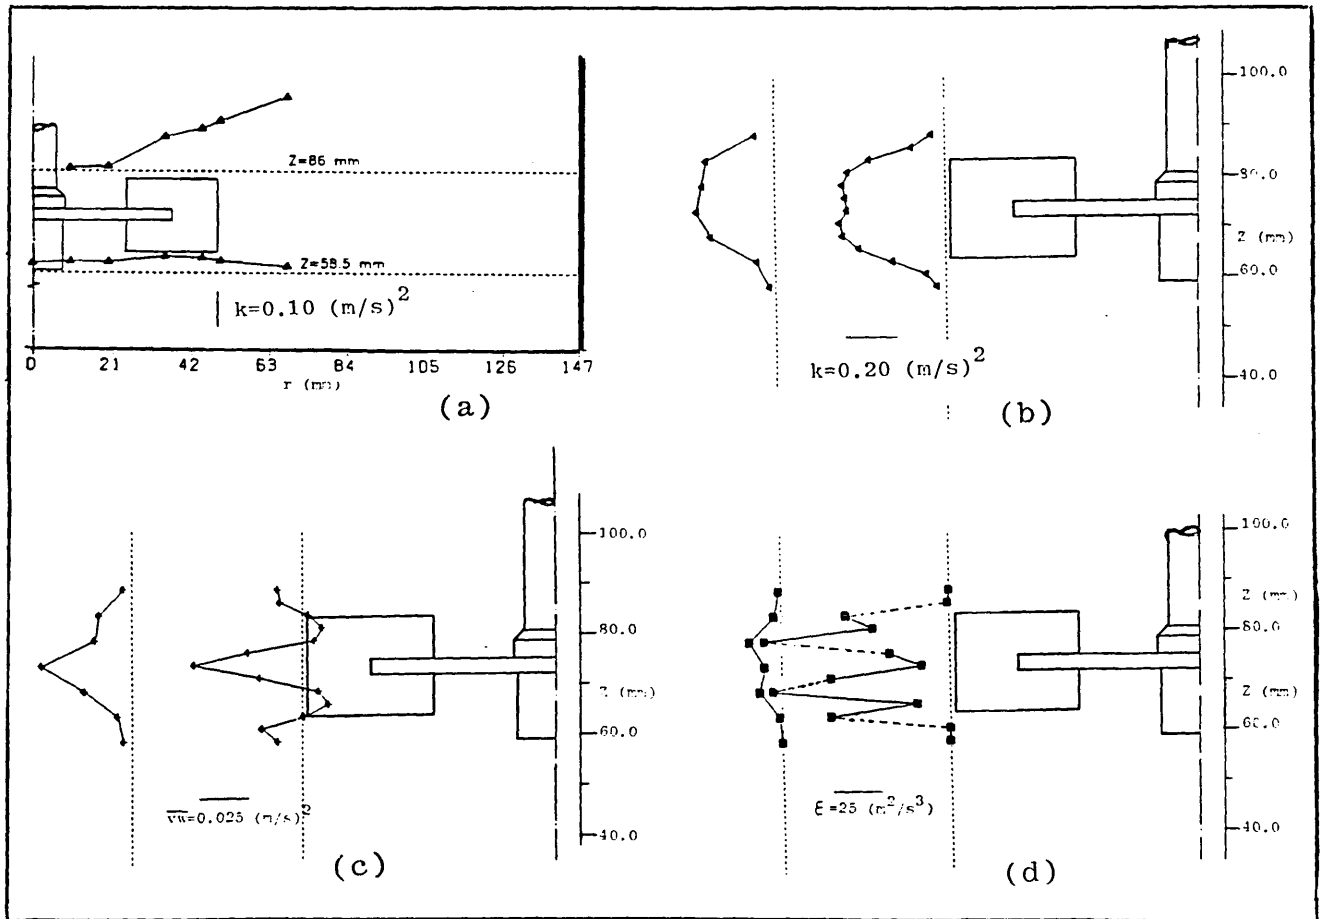 Z=86 mm
Z=58.5 mm
k=0.10 (m/s)²
0 21 42 63 84 105 126 147
r (mm)
(a)
100.0
80.0
Z (mm)
60.0
40.0
k=0.20 (m/s)²
(b)
100.0
80.0
Z (mm)
60.0
40.0
v̅w̅=0.025 (m/s)²
(c)
100.0
Z (mm)
80.0
Z (mm)
60.0
40.0
ξ=25 (m²/s³)
(d)